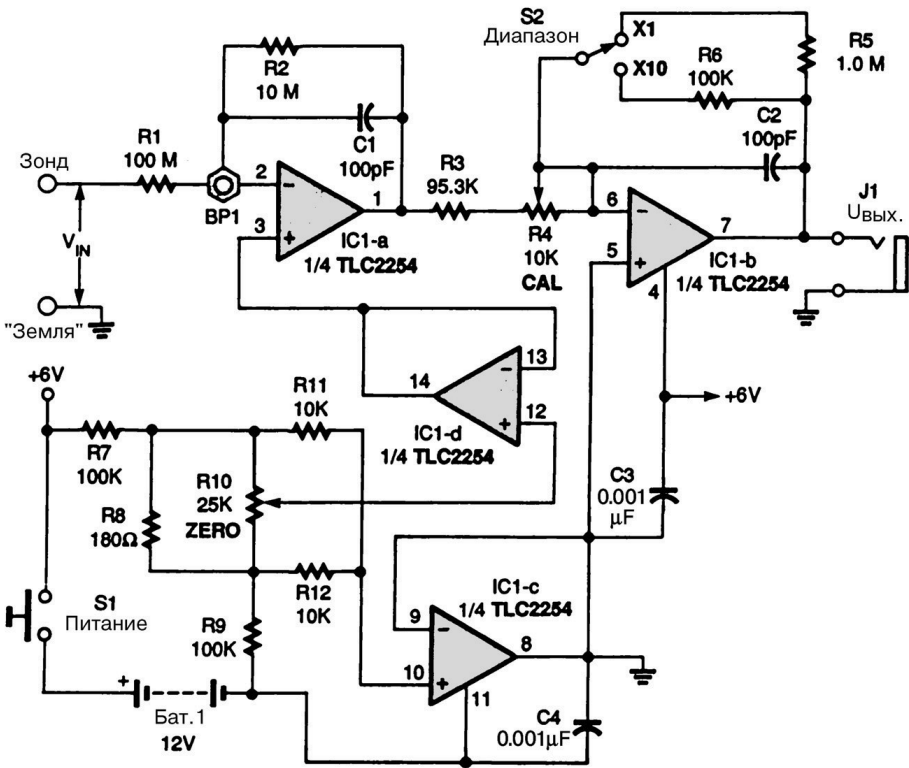 S2
Диапазон
X1
X10
R6
100K
R5
1.0 M
R2
10 M
C1
100pF
C2
100pF
R1
100 M
Зонд
BP1
2
3
1
IC1-a
1/4 TLC2254
R3
95.3K
R4
10K
CAL
6
5
7
4
IC1-b
1/4 TLC2254
J1
Uвых.
VIN
"Земля"
+6V
13
12
14
IC1-d
1/4 TLC2254
+6V
R11
10K
R7
100K
R10
25K
ZERO
R8
180Ω
R12
10K
C3
0.001
μF
S1
Питание
R9
100K
IC1-c
1/4 TLC2254
9
10
8
11
+
Бат.1
12V
C4
0.001μF